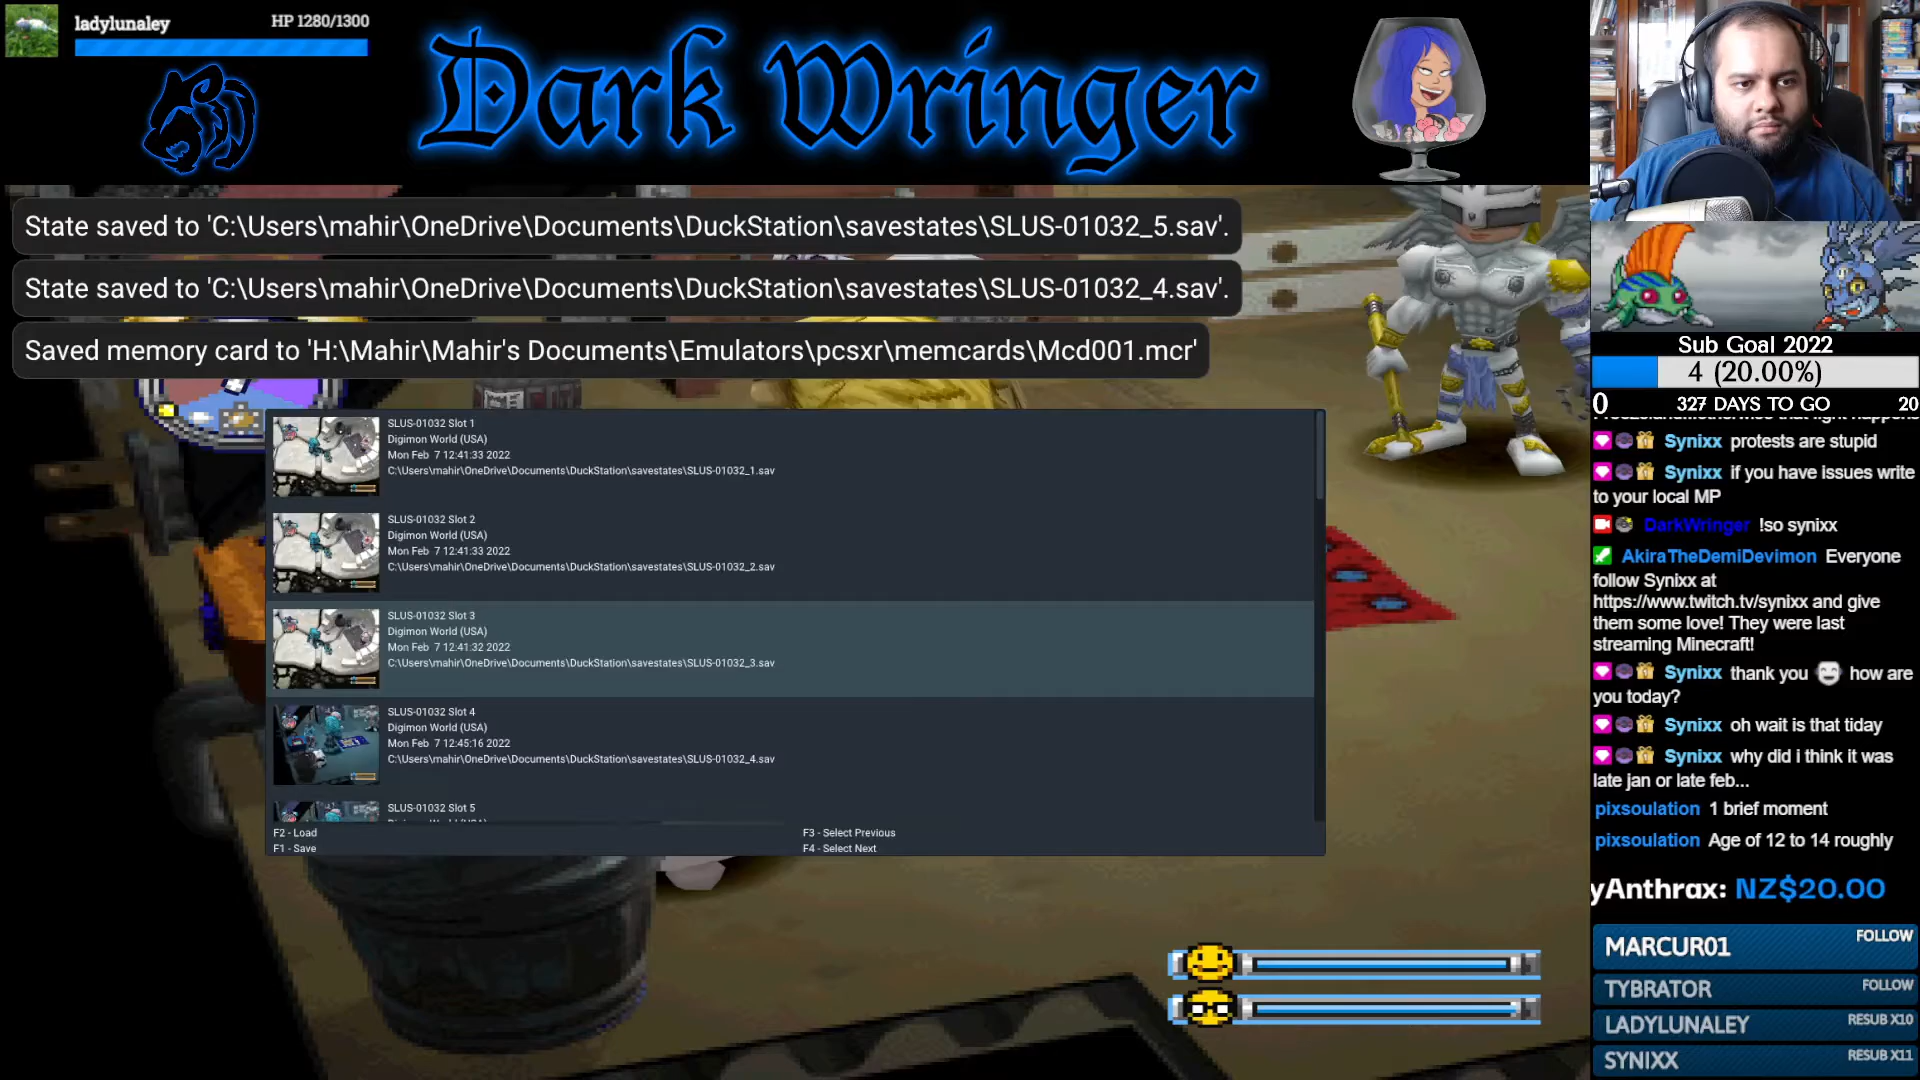 ladylunaley
HP 1280/1300
Dark Wringer
State saved to 'C:\Users\mahir\OneDrive\Documents\DuckStation\savestates\SLUS-01032_5.sav'.
State saved to 'C:\Users\mahir\OneDrive\Documents\DuckStation\savestates\SLUS-01032_4.sav'.
Saved memory card to 'H:\Mahir\Mahir's Documents\Emulators\pcsxr\memcards\Mcd001.mcr'
SLUS-01032 Slot 1
Digimon World (USA)
Mon Feb 7 12:41:33 2022
C:\Users\mahir\OneDrive\Documents\DuckStation\savestates\SLUS-01032_1.sav
SLUS-01032 Slot 2
Digimon World (USA)
Mon Feb 7 12:41:33 2022
C:\Users\mahir\OneDrive\Documents\DuckStation\savestates\SLUS-01032_2.sav
SLUS-01032 Slot 3
Digimon World (USA)
Mon Feb 7 12:41:32 2022
C:\Users\mahir\OneDrive\Documents\DuckStation\savestates\SLUS-01032_3.sav
SLUS-01032 Slot 4
Digimon World (USA)
Mon Feb 7 12:45:16 2022
C:\Users\mahir\OneDrive\Documents\DuckStation\savestates\SLUS-01032_4.sav
SLUS-01032 Slot 5
F2 - Load
F1 - Save
F3 - Select Previous
F4 - Select Next
Sub Goal 2022
4 (20.00%)
0 327 DAYS TO GO 20
Synixx protests are stupid
Synixx if you have issues write
to your local MP
DarkWringer !so synixx
AkiraTheDemiDevimon Everyone
follow Synixx at
https://www.twitch.tv/synixx and give
them some love! They were last
streaming Minecraft!
Synixx thank you how are
you today?
Synixx oh wait is that tiday
Synixx why did i think it was
late jan or late feb...
pixsoulation 1 brief moment
pixsoulation Age of 12 to 14 roughly
yAnthrax: NZ$20.00
MARCUR01 FOLLOW
TYBRATOR FOLLOW
LADYLUNALEY RESUB X10
SYNIXX RESUB X11